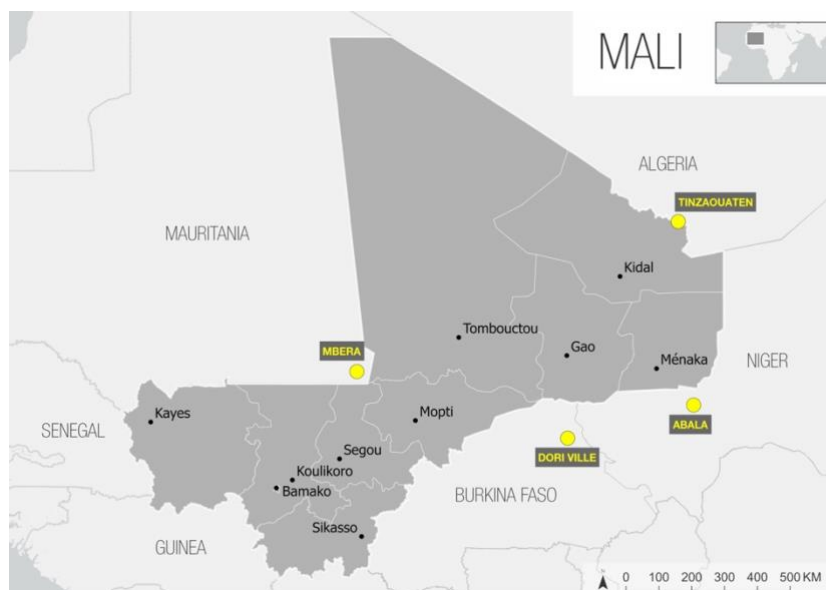 MALI
ALGERIA
TINZAOUATEN
MAURITANIA
Kidal
Tombouctou
MBERA
Gao
NIGER
Ménaka
Kayes
Mopti
SENEGAL
ABALA
Segou
DORI VILLE
Koulikoro
Bamako
BURKINA FASO
Sikasso
GUINEA
0 100 200 300 400 500 KM